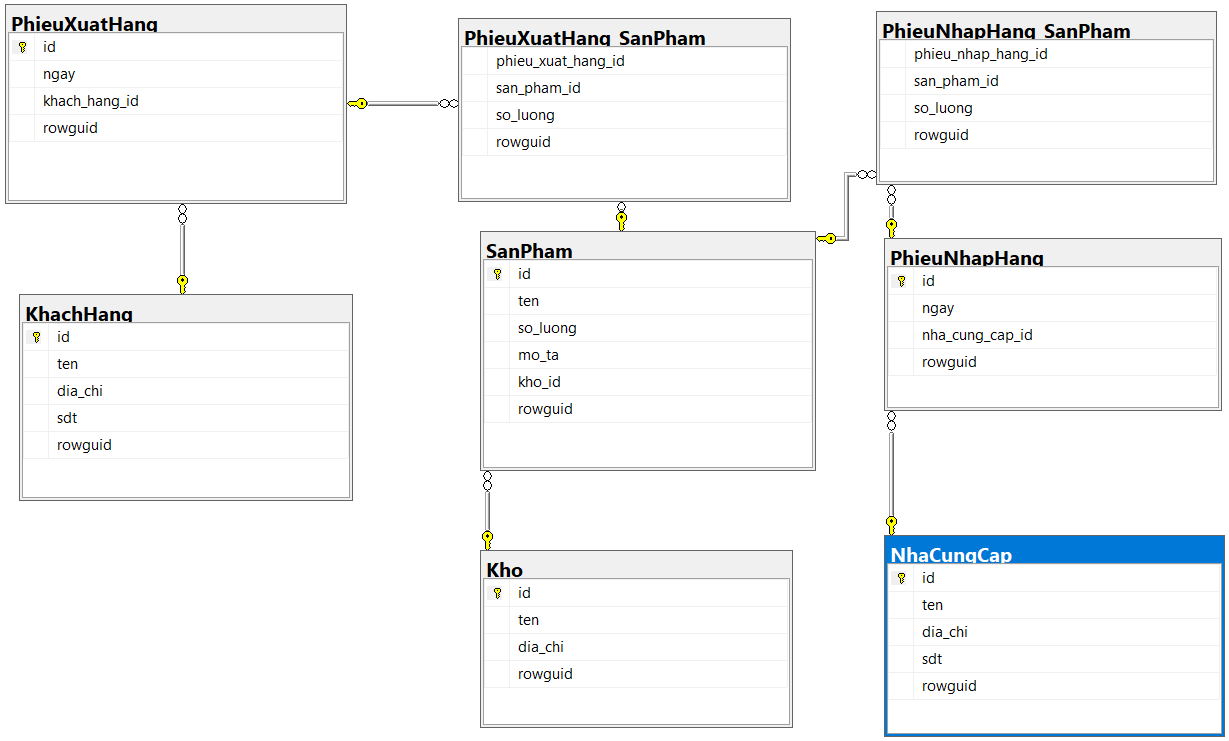 PhieuXuatHang
id
ngay
khach_hang_id
rowguid
PhieuXuatHang_SanPham
phieu_xuat_hang_id
san_pham_id
so_luong
rowguid
PhieuNhapHang_SanPham
phieu_nhap_hang_id
san_pham_id
so_luong
rowguid
KhachHang
id
ten
dia_chi
sdt
rowguid
SanPham
id
ten
so_luong
mo_ta
kho_id
rowguid
PhieuNhapHang
id
ngay
nha_cung_cap_id
rowguid
Kho
id
ten
dia_chi
rowguid
NhaCungCap
id
ten
dia_chi
sdt
rowguid